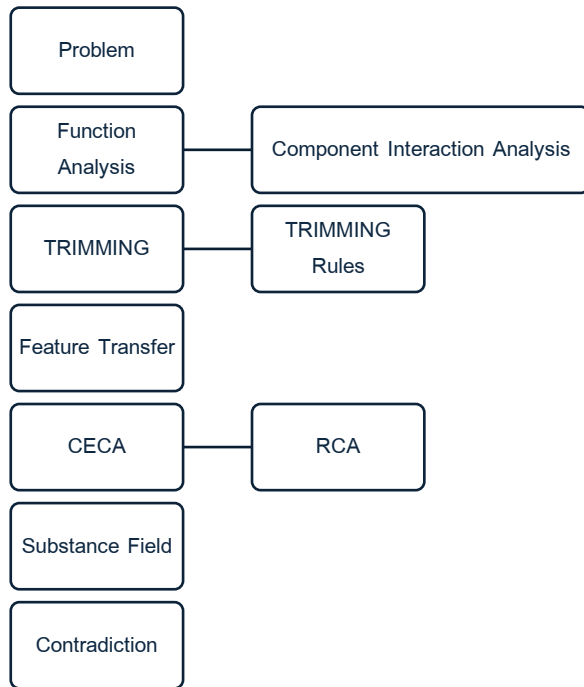 Problem
Function
Analysis
Component Interaction Analysis
TRIMMING
TRIMMING
Rules
Feature Transfer
CECA
RCA
Substance Field
Contradiction